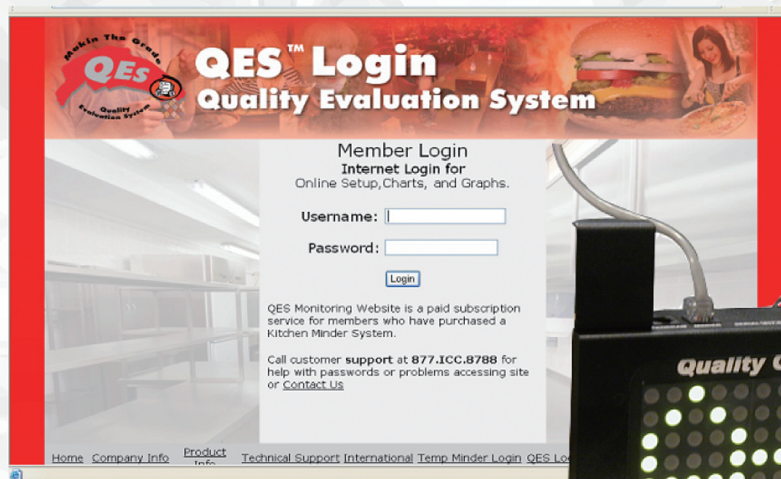 Makin The Grade
QES
Quality
Evaluation System
QES™ Login
Quality Evaluation System
Member Login
Internet Login for
Online Setup,Charts, and Graphs.
Username:
Password:
Login
QES Monitoring Website is a paid subscription
service for members who have purchased a
Kitchen Minder System.
Call customer support at 877.ICC.8788 for
help with passwords or problems accessing site
or Contact Us
Home Company Info Product Info Technical Support International Temp Minder Login QES
Quality